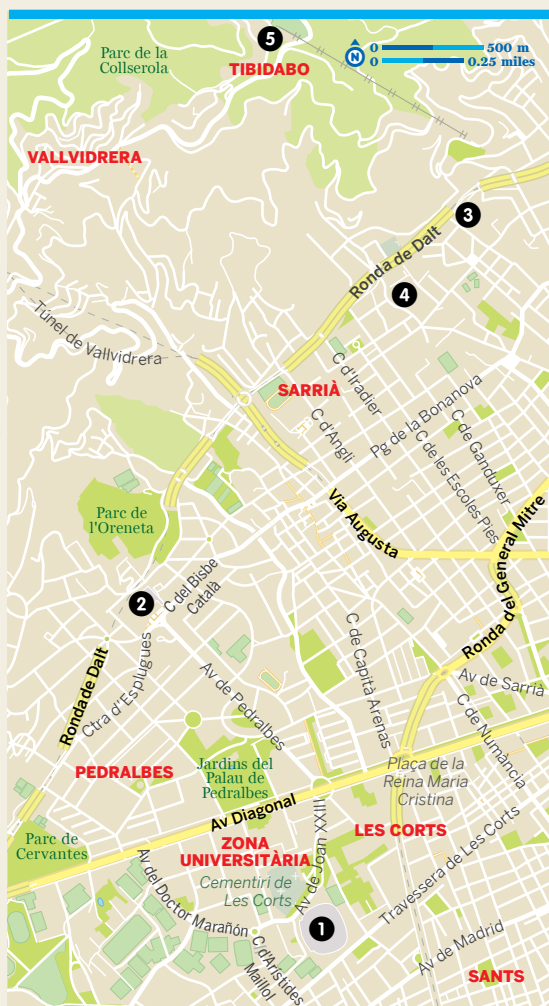 5
Parc de la
Collserola
TIBIDABO
N
0 500 m
0 0.25 miles
VALLVIDRERA
3
Ronda de Dalt
4
Túnel de Vallvidrera
C d'Iradier
SARRIÀ
Pg de la Bonanova
C d'Anglí
C de Ganduxer
C de les Escoles Pies
Via Augusta
Parc de
l'Oreneta
Ronda del General Mitre
2
C del Bisbe
Català
C de Capità Arenas
Ronda de Dalt
Ctra d'Esplugues
Av de Pedralbes
Av de Sarrià
C de Numància
PEDRALBES
Jardins del
Palau de
Pedralbes
Plaça de la
Reina Maria
Cristina
Av Diagonal
Parc de
Cervantes
ZONA
UNIVERSITÀRIA
LES CORTS
Av de Joan XXIII
Cementiri de
Les Corts
Travessera de Les Corts
Av del Doctor Marañón
1
Av de Madrid
C d'Arístides
Maillol
SANTS